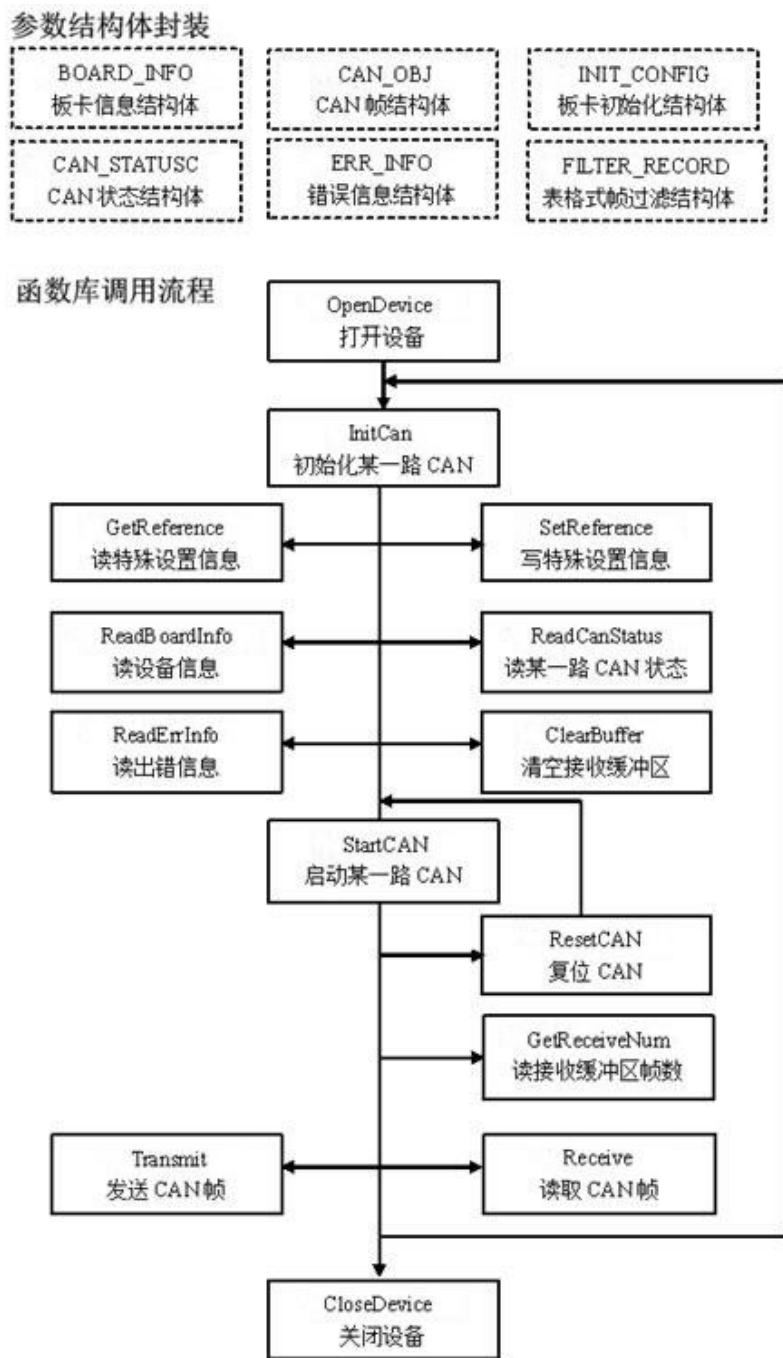 参数结构体封装
BOARD_INFO
板卡信息结构体
CAN_OBJ
CAN 帧结构体
INIT_CONFIG
板卡初始化结构体
CAN_STATUSC
CAN 状态结构体
ERR_INFO
错误信息结构体
FILTER_RECORD
表格式帧过滤结构体
函数库调用流程
OpenDevice
打开设备
InitCan
初始化某一路 CAN
GetReference
读特殊设置信息
SetReference
写特殊设置信息
ReadBoardInfo
读设备信息
ReadCanStatus
读某一路 CAN 状态
ReadErrInfo
读出错信息
ClearBuffer
清空接收缓冲区
StartCAN
启动某一路 CAN
ResetCAN
复位 CAN
GetReceiveNum
读接收缓冲区帧数
Transmit
发送 CAN 帧
Receive
读取 CAN 帧
CloseDevice
关闭设备